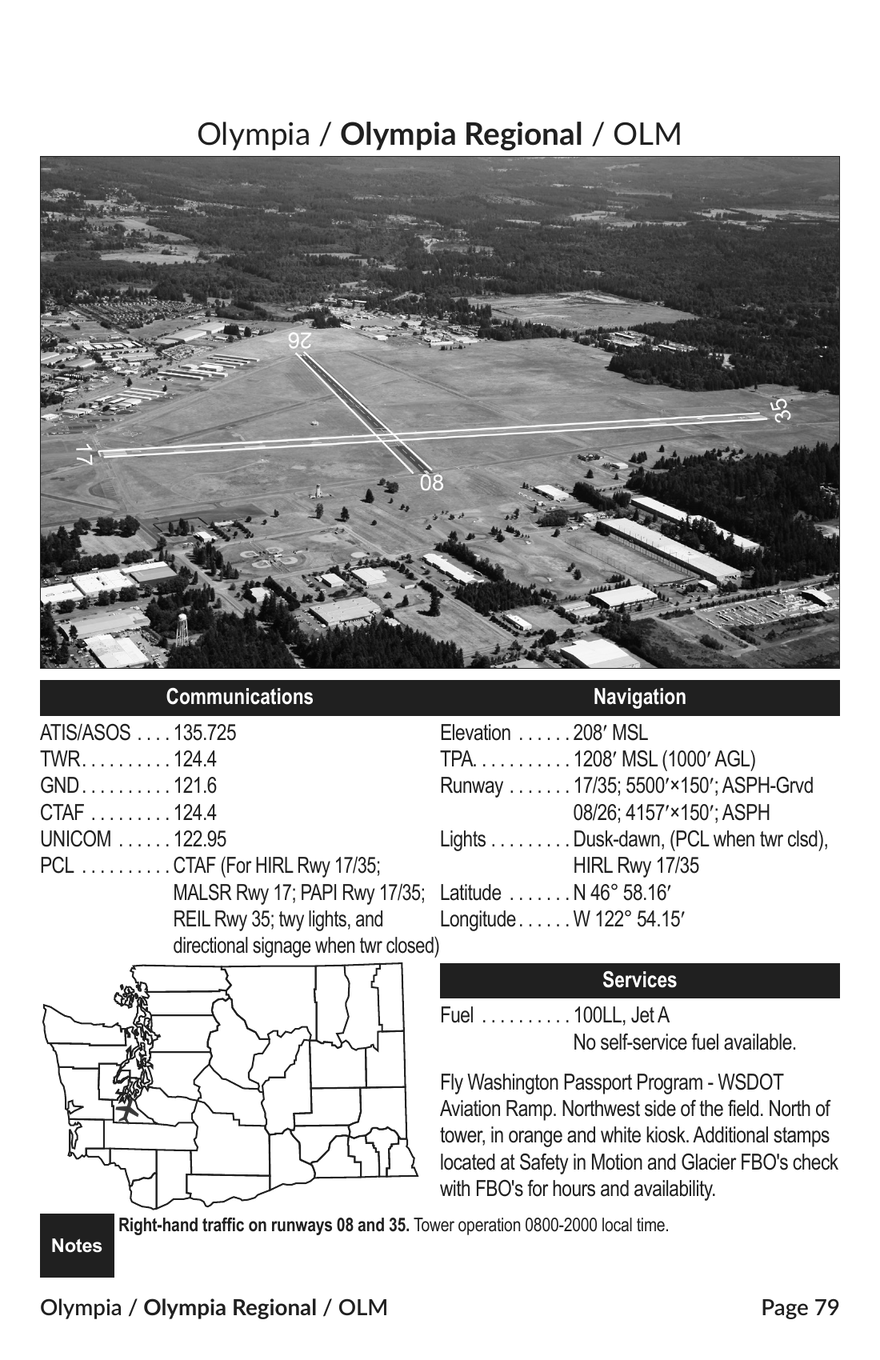 Olympia / Olympia Regional / OLM
26
35
17
08
Communications
ATIS/ASOS . . . . 135.725
TWR. . . . . . . . . . 124.4
GND. . . . . . . . . . 121.6
CTAF . . . . . . . . . 124.4
UNICOM . . . . . . 122.95
PCL . . . . . . . . . . CTAF (For HIRL Rwy 17/35;
MALSR Rwy 17; PAPI Rwy 17/35;
REIL Rwy 35; twy lights, and
directional signage when twr closed)
Navigation
Elevation . . . . . . 208′ MSL
TPA. . . . . . . . . . . 1208′ MSL (1000′ AGL)
Runway . . . . . . . 17/35; 5500′×150′; ASPH-Grvd
08/26; 4157′×150′; ASPH
Lights . . . . . . . . . Dusk-dawn, (PCL when twr clsd),
HIRL Rwy 17/35
Latitude . . . . . . . N 46° 58.16′
Longitude. . . . . . W 122° 54.15′
Services
Fuel . . . . . . . . . . 100LL, Jet A
No self-service fuel available.
Fly Washington Passport Program - WSDOT
Aviation Ramp. Northwest side of the field. North of
tower, in orange and white kiosk. Additional stamps
located at Safety in Motion and Glacier FBO's check
with FBO's for hours and availability.
Notes
Right-hand traffic on runways 08 and 35. Tower operation 0800-2000 local time.
Olympia / Olympia Regional / OLM
Page 79